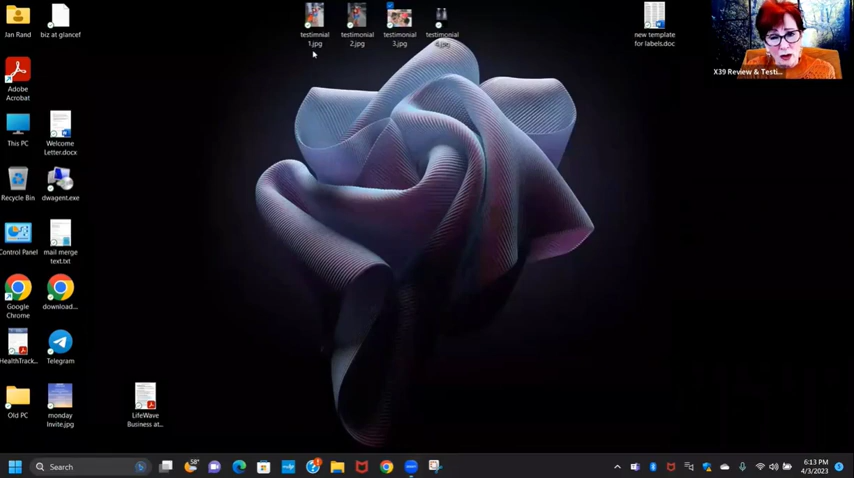 Jan Rand
biz at glancef
testimnial
1.jpg
testimonial
2.jpg
testimonial
3.jpg
testimonial
new template
for labels.doc
X39 Review & Testi...
Adobe
Acrobat
This PC
Welcome
Letter.docx
Recycle Bin
dwagent.exe
Control Panel
mail merge
text.txt
Google
Chrome
download...
HealthTrack...
Telegram
Old PC
monday
Invite.jpg
LifeWave
Business at...
Search
58°
6:13 PM
4/3/2023